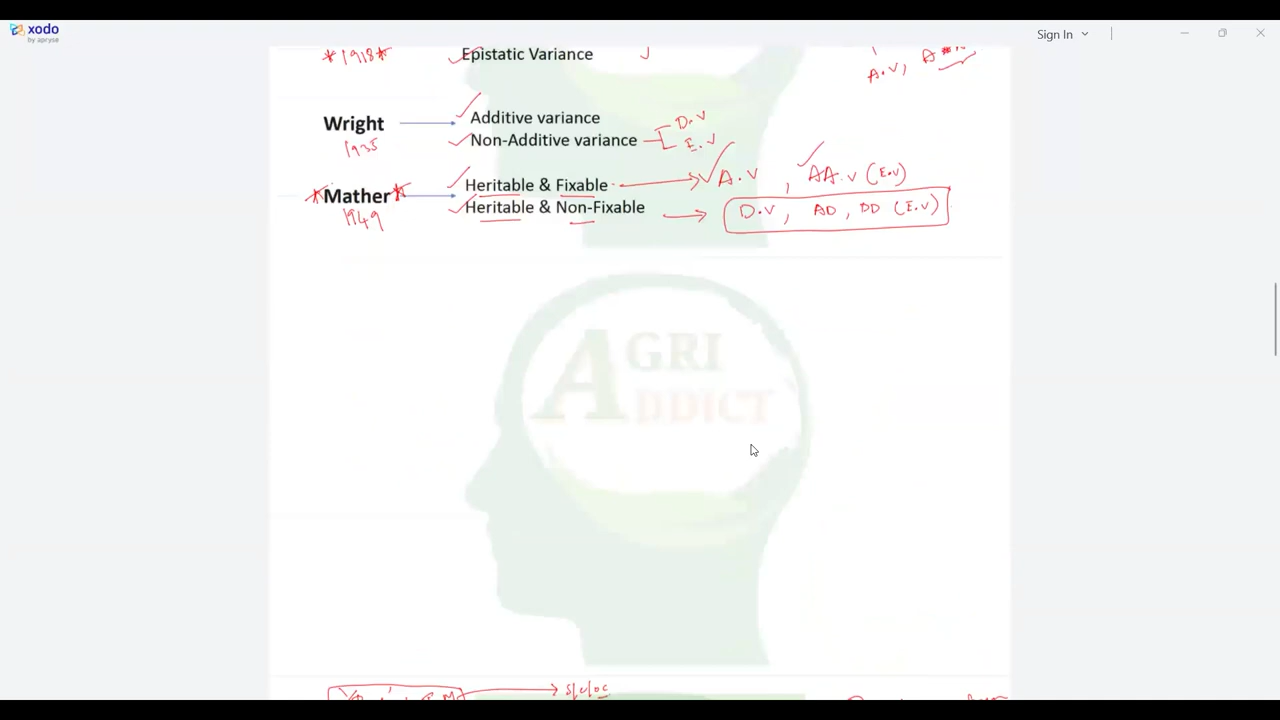 xodo
by apryse
Sign In
*1918* Epistatic Variance
A.V,
Wright Additive variance
1935 Non-Additive variance D.V
E.V
Mather Heritable & Fixable A.V, AA.V (E.V)
1949 Heritable & Non-Fixable D.V, AD, DD (E.V)
AGRI
ADDICT
s/c/oc